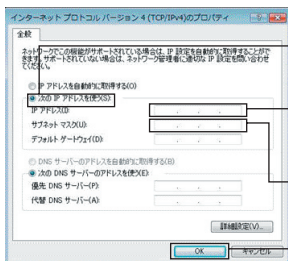 インターネット プロトコル バージョン 4 (TCP/IPv4)のプロパティ
全般
ネットワークでこの機能がサポートされている場合は、IP 設定を自動的に取得することがで
きます。サポートされていない場合は、ネットワーク管理者に適切な IP 設定を問い合わせ
てください。
IP アドレスを自動的に取得する(O)
次の IP アドレスを使う(S):
IP アドレス(I):
サブネット マスク(U):
デフォルト ゲートウェイ(D):
DNS サーバーのアドレスを自動的に取得する(B)
次の DNS サーバーのアドレスを使う(E):
優先 DNS サーバー(P):
代替 DNS サーバー(A):
詳細設定(V)...
OK
キャンセル